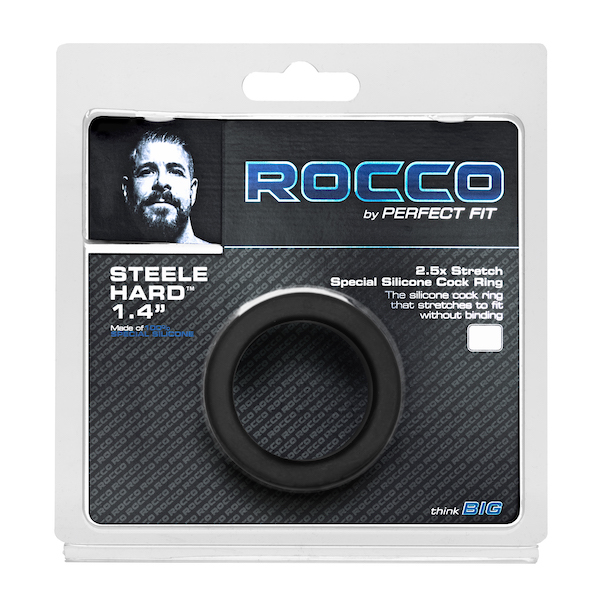 ROCCO
by PERFECT FIT
STEELE
HARD™
1.4”
Made of 100%
SPECIAL SILICONE
2.5x Stretch
Special Silicone Cock Ring
The silicone cock ring
that stretches to fit
without binding
think BIG